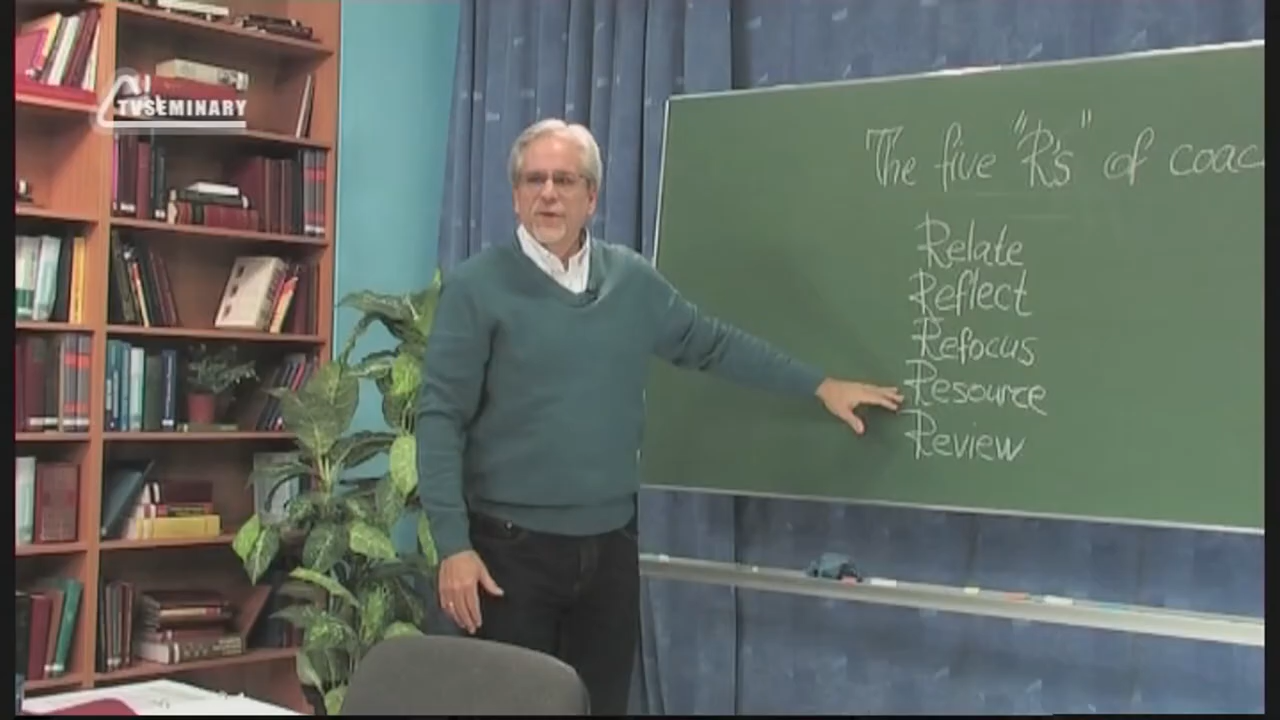 TVSEMINARY
The five "R's" of coac
Relate
Reflect
Refocus
Resource
Review